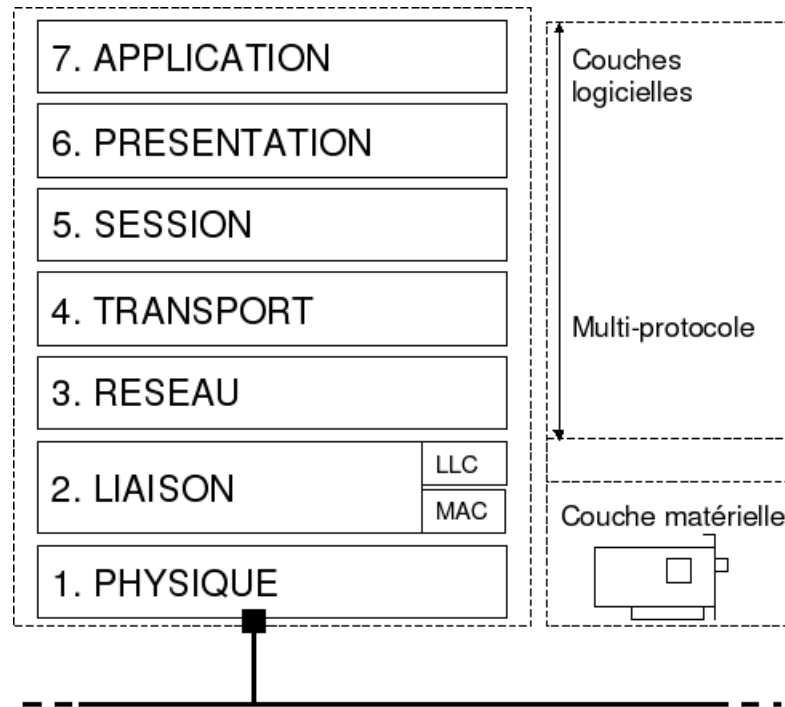 7. APPLICATION
6. PRESENTATION
5. SESSION
4. TRANSPORT
3. RESEAU
2. LIAISON
LLC
MAC
1. PHYSIQUE
Couches
logicielles
Multi-protocole
Couche matérielle